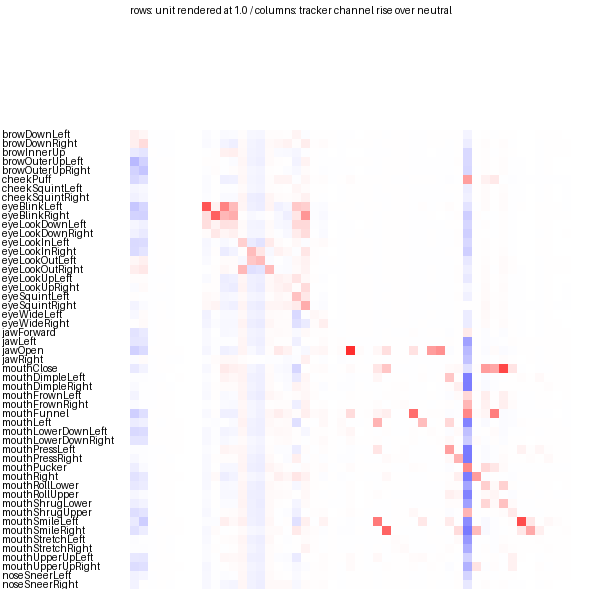 rows: unit rendered at 1.0 / columns: tracker channel rise over neutral
browDownLeft
browDownRight
browInnerUp
browOuterUpLeft
browOuterUpRight
cheekPuff
cheekSquintLeft
cheekSquintRight
eyeBlinkLeft
eyeBlinkRight
eyeLookDownLeft
eyeLookDownRight
eyeLookInLeft
eyeLookInRight
eyeLookOutLeft
eyeLookOutRight
eyeLookUpLeft
eyeLookUpRight
eyeSquintLeft
eyeSquintRight
eyeWideLeft
eyeWideRight
jawForward
jawLeft
jawOpen
jawRight
mouthClose
mouthDimpleLeft
mouthDimpleRight
mouthFrownLeft
mouthFrownRight
mouthFunnel
mouthLeft
mouthLowerDownLeft
mouthLowerDownRight
mouthPressLeft
mouthPressRight
mouthPucker
mouthRight
mouthRollLower
mouthRollUpper
mouthShrugLower
mouthShrugUpper
mouthSmileLeft
mouthSmileRight
mouthStretchLeft
mouthStretchRight
mouthUpperUpLeft
mouthUpperUpRight
noseSneerLeft
noseSneerRight